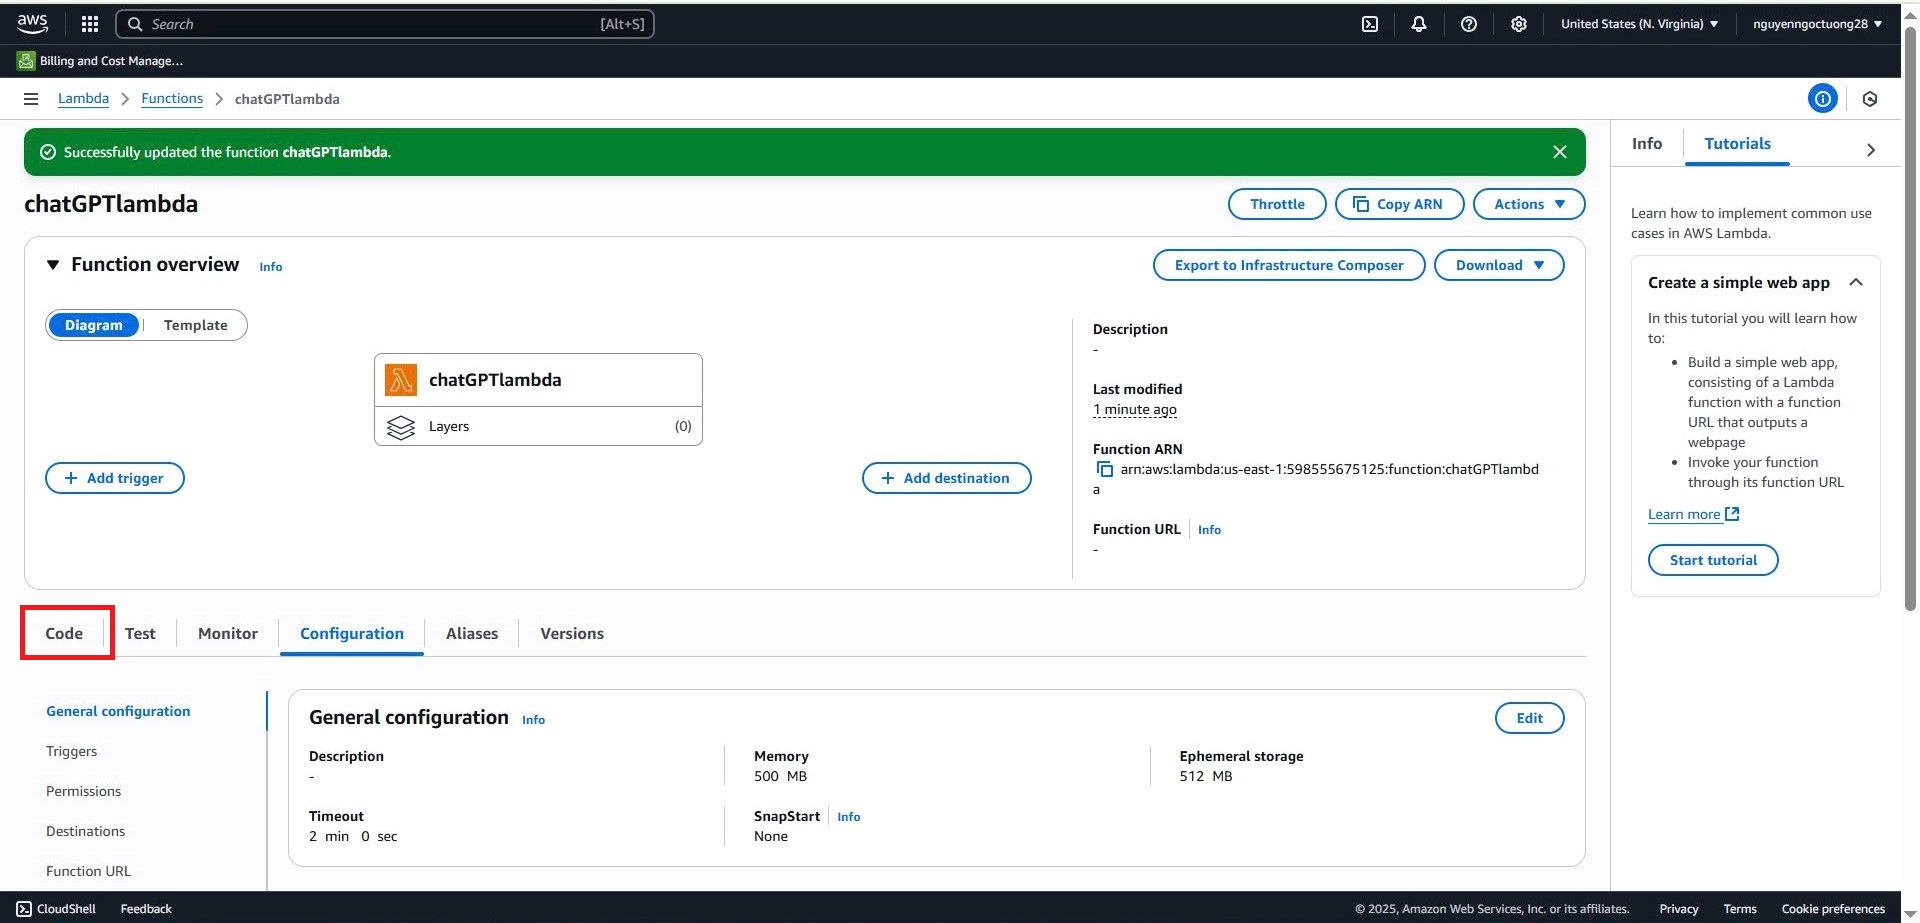 aws
Search [Alt+S]
United States (N. Virginia)
nguyenngoctuong28
Billing and Cost Manage...
Lambda
Functions
chatGPTlambda
Successfully updated the function chatGPTlambda.
chatGPTlambda
Throttle
Copy ARN
Actions
Function overview Info
Export to Infrastructure Composer
Download
Diagram
Template
chatGPTlambda
Layers (0)
Add trigger
Add destination
Description
-
Last modified
1 minute ago
Function ARN
arn:aws:lambda:us-east-1:598555675125:function:chatGPTlambd
a
Function URL Info
-
Code
Test
Monitor
Configuration
Aliases
Versions
General configuration
Triggers
Permissions
Destinations
Function URL
General configuration Info
Edit
Description
-
Memory
500 MB
Ephemeral storage
512 MB
Timeout
2 min 0 sec
SnapStart Info
None
Info
Tutorials
Learn how to implement common use
cases in AWS Lambda.
Create a simple web app
In this tutorial you will learn how
to:
• Build a simple web app,
consisting of a Lambda
function with a function
URL that outputs a
webpage
• Invoke your function
through its function URL
Learn more
Start tutorial
CloudShell
Feedback
© 2025, Amazon Web Services, Inc. or its affiliates.
Privacy
Terms
Cookie preferences